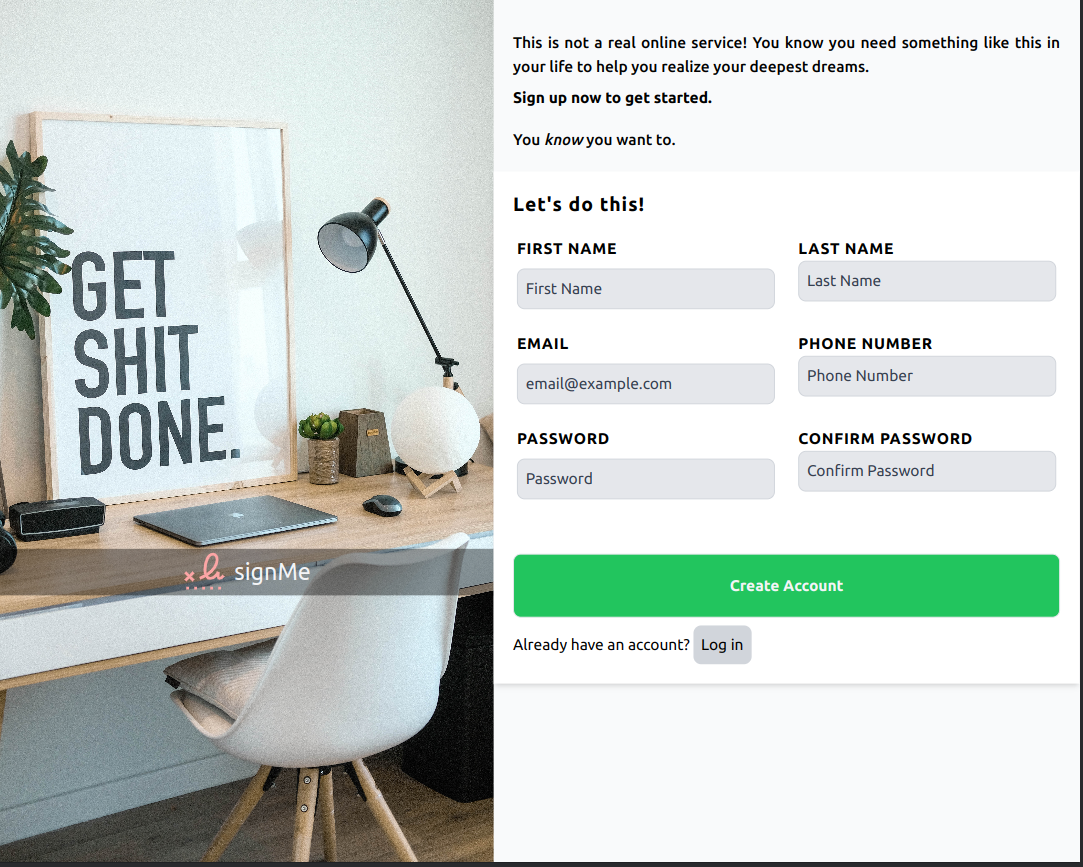 GET
SHIT
DONE.
signMe
This is not a real online service! You know you need something like this in
your life to help you realize your deepest dreams.
Sign up now to get started.
You know you want to.
Let's do this!
FIRST NAME
LAST NAME
First Name
Last Name
EMAIL
PHONE NUMBER
email@example.com
Phone Number
PASSWORD
CONFIRM PASSWORD
Password
Confirm Password
Create Account
Already have an account? Log in